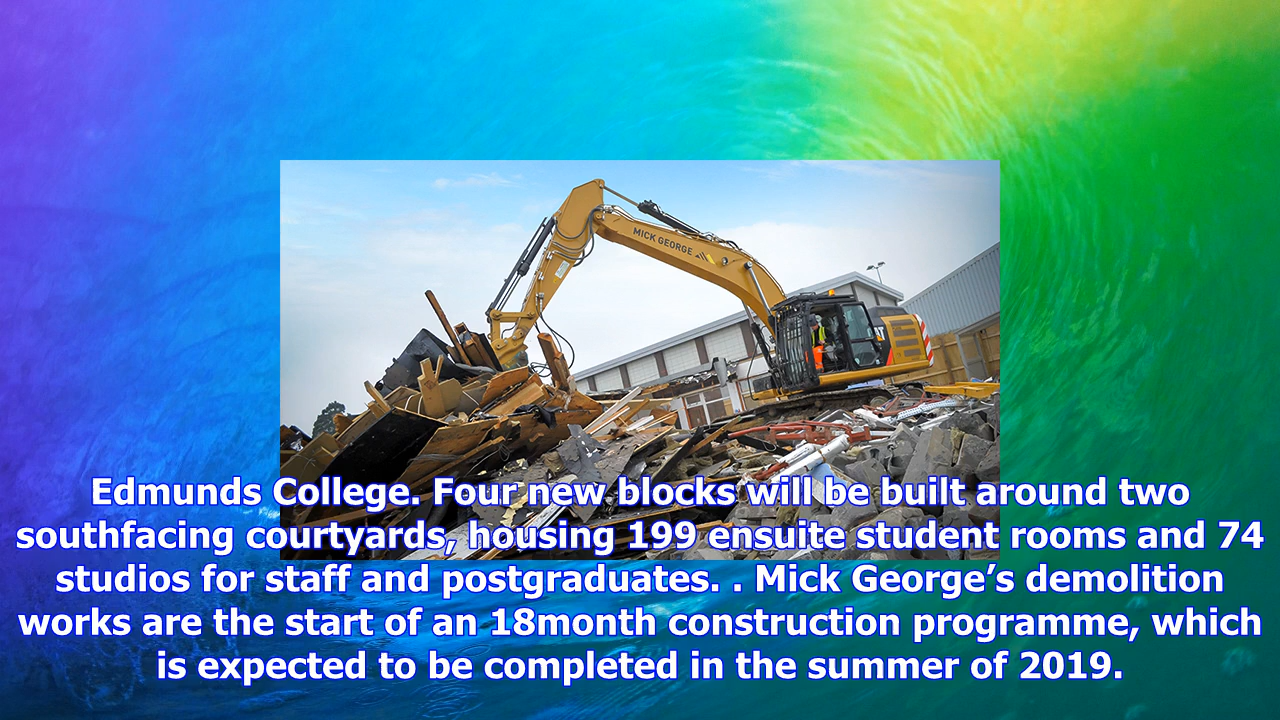 MICK GEORGE
CAT
Edmunds College. Four new blocks will be built around two
southfacing courtyards, housing 199 ensuite student rooms and 74
studios for staff and postgraduates. . Mick George’s demolition
works are the start of an 18month construction programme, which
is expected to be completed in the summer of 2019.